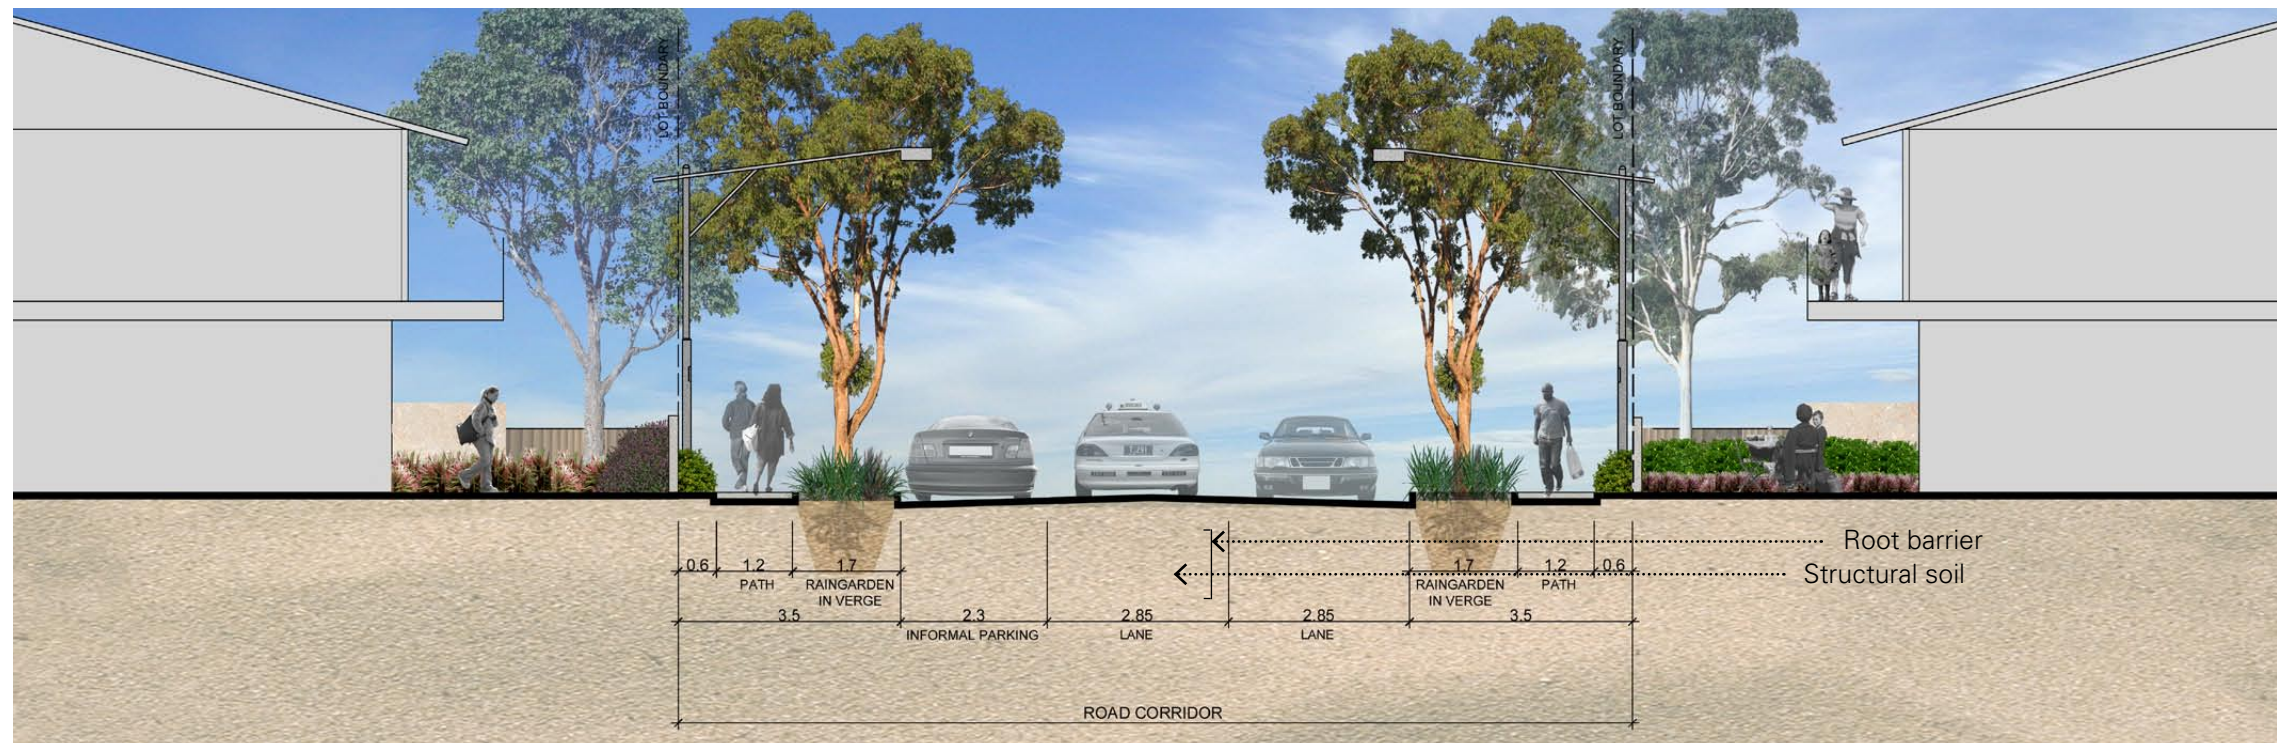 LOT BOUNDARY
LOT BOUNDARY
Root barrier
Structural soil
0.6
1.2
1.7
1.7
1.2
0.6
PATH
RAINGARDEN
IN VERGE
RAINGARDEN
IN VERGE
PATH
3.5
2.3
2.85
2.85
3.5
INFORMAL PARKING
LANE
LANE
ROAD CORRIDOR